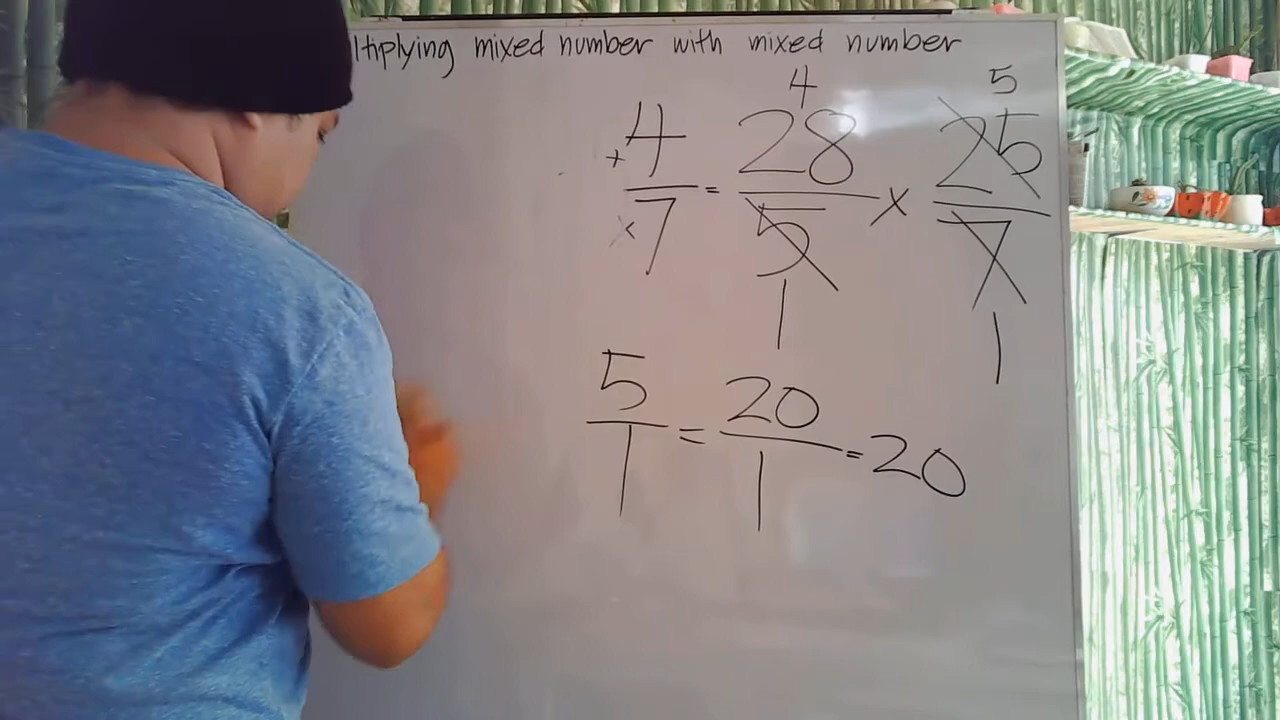 ltiplying mixed number with mixed number
4 5
+ 4/× 7 = 28/5 × 25/7
1 1
5/1 = 20/1 = 20